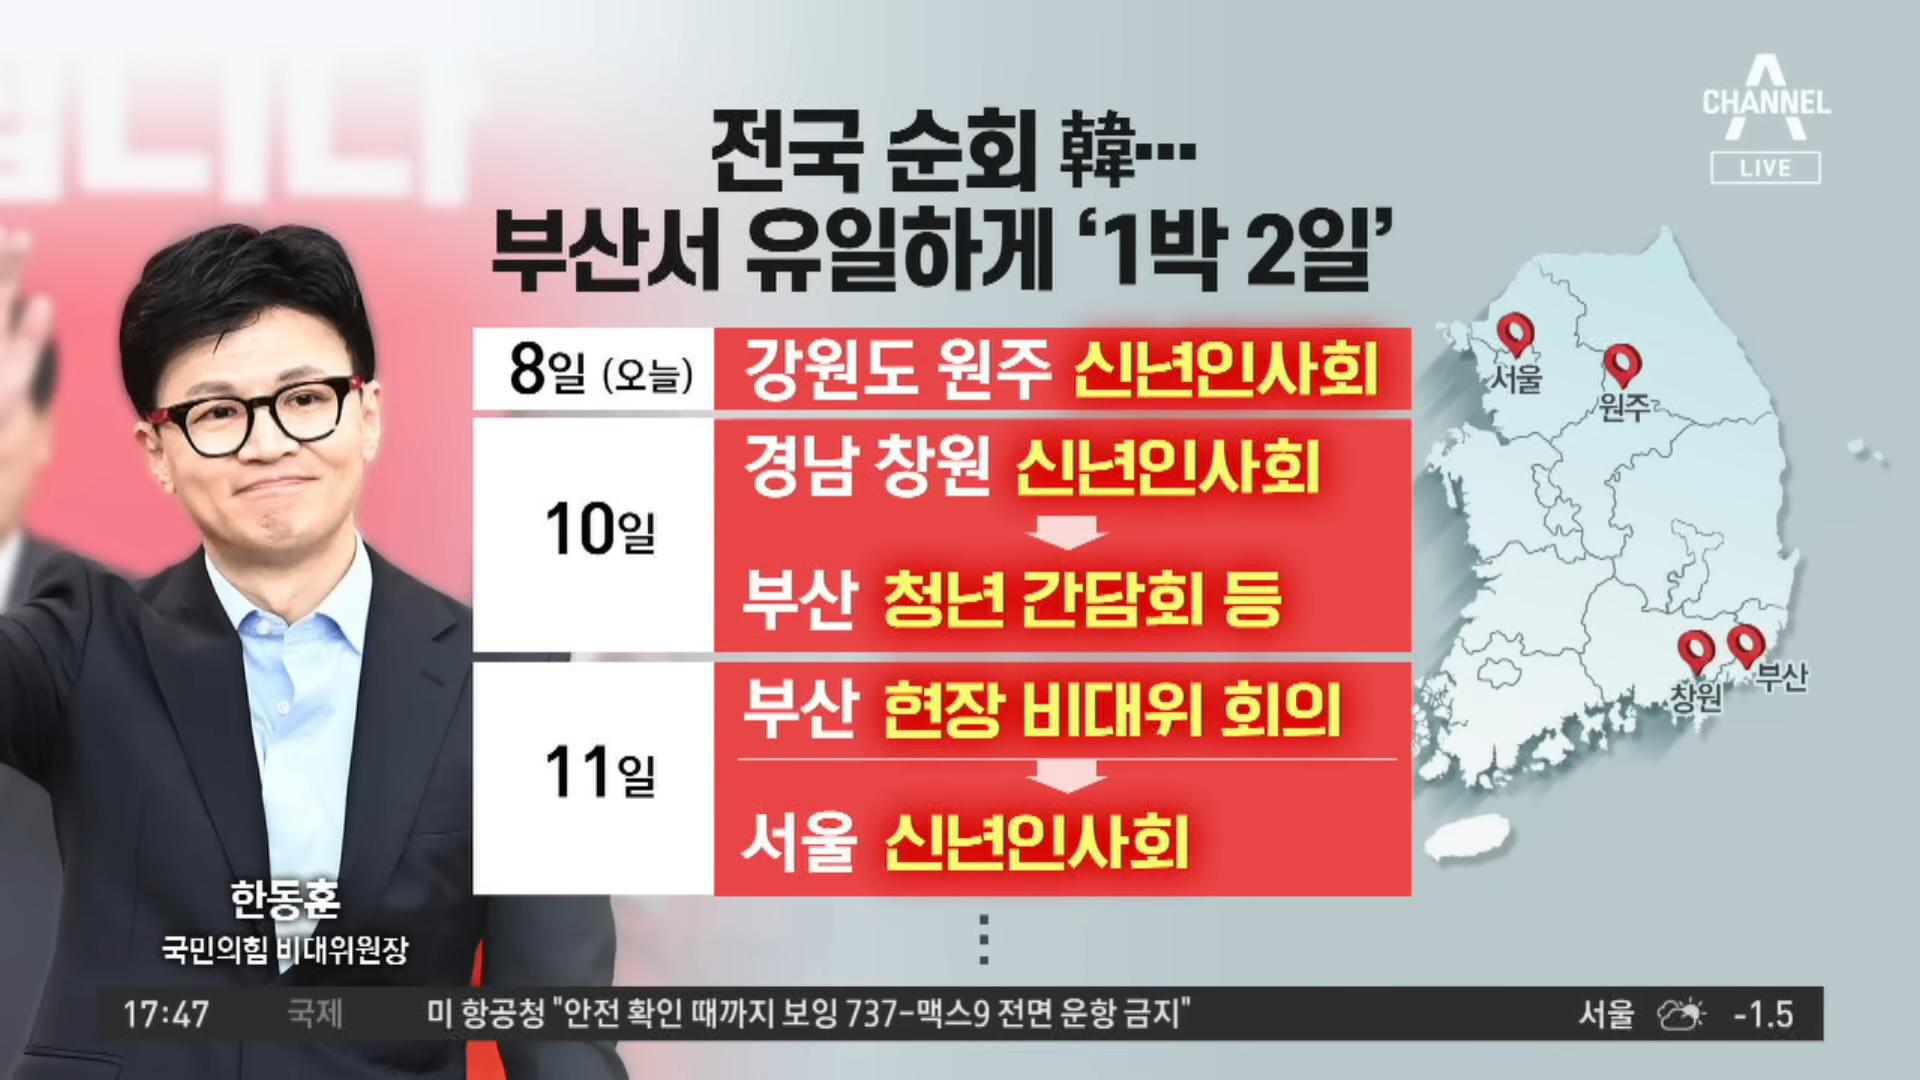 CHANNEL A
LIVE
전국 순회 韓…
부산서 유일하게 ‘1박 2일’
8일 (오늘)
강원도 원주 신년인사회
10일
경남 창원 신년인사회
부산 청년 간담회 등
11일
부산 현장 비대위 회의
서울 신년인사회
서울
원주
창원
부산
한동훈
국민의힘 비대위원장
17:47 국제 미 항공청 "안전 확인 때까지 보잉 737-맥스9 전면 운항 금지" 서울 -1.5